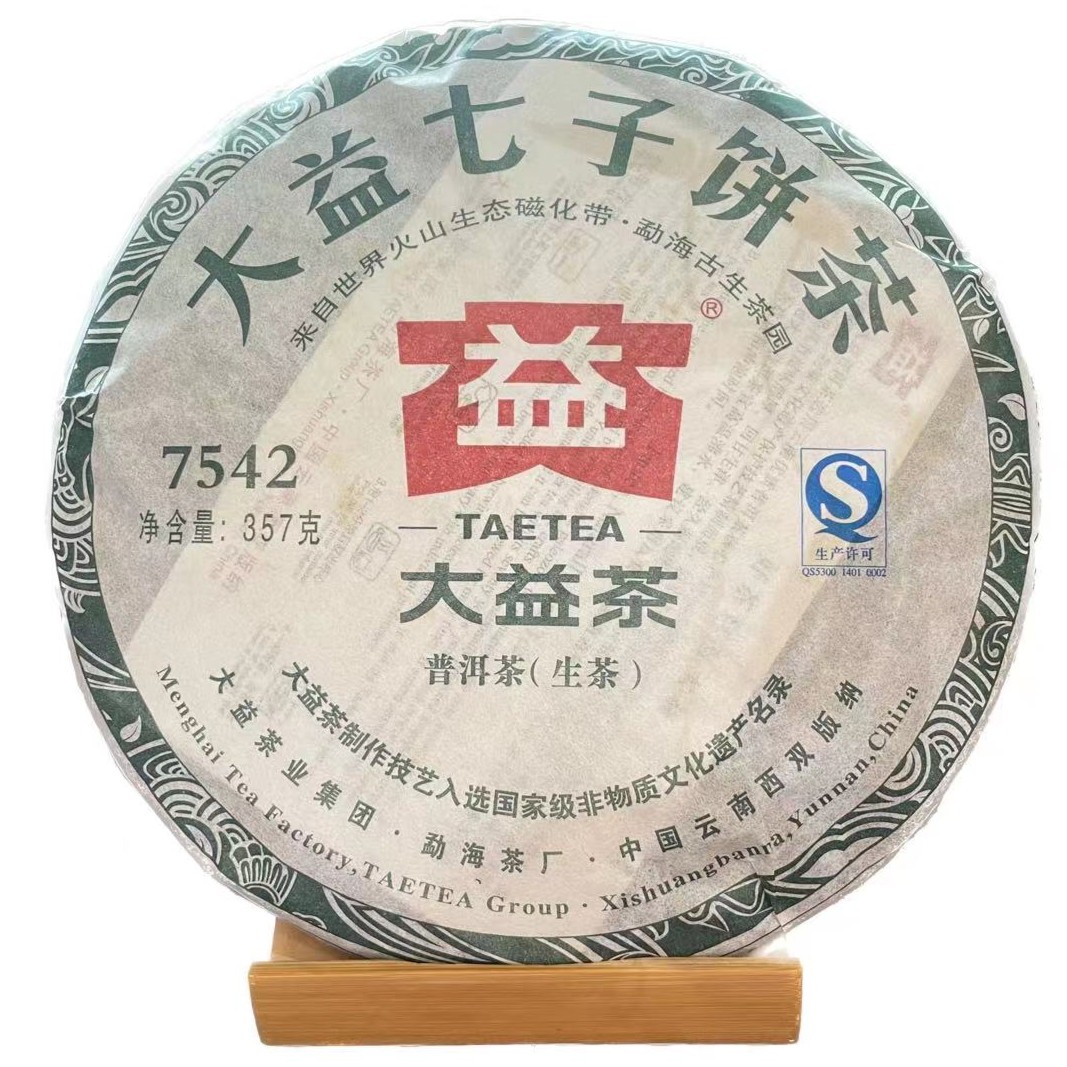 大益七子饼茶
来自世界火山生态磁化带·勐海古生茶园
益
®
7542
净含量：357克
TAETEA
大益茶
普洱茶（生茶）
S
生产许可
QS5300 1401 0002
大益茶制作技艺入选国家级非物质文化遗产名录
大益茶业集团·勐海茶厂·中国云南西双版纳
Menghai Tea Factory,TAETEA Group · Xishuangbanna,Yunnan,China